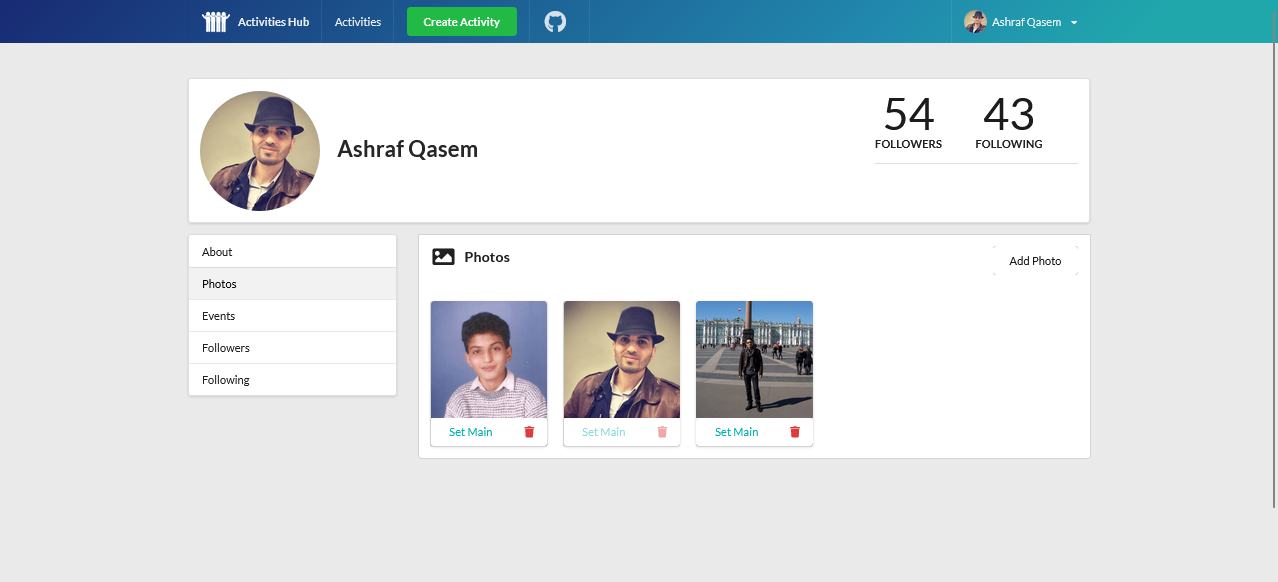 Activities Hub
Activities
Create Activity
Ashraf Qasem
Ashraf Qasem
54
FOLLOWERS
43
FOLLOWING
About
Photos
Events
Followers
Following
Photos
Add Photo
Set Main
Set Main
Set Main